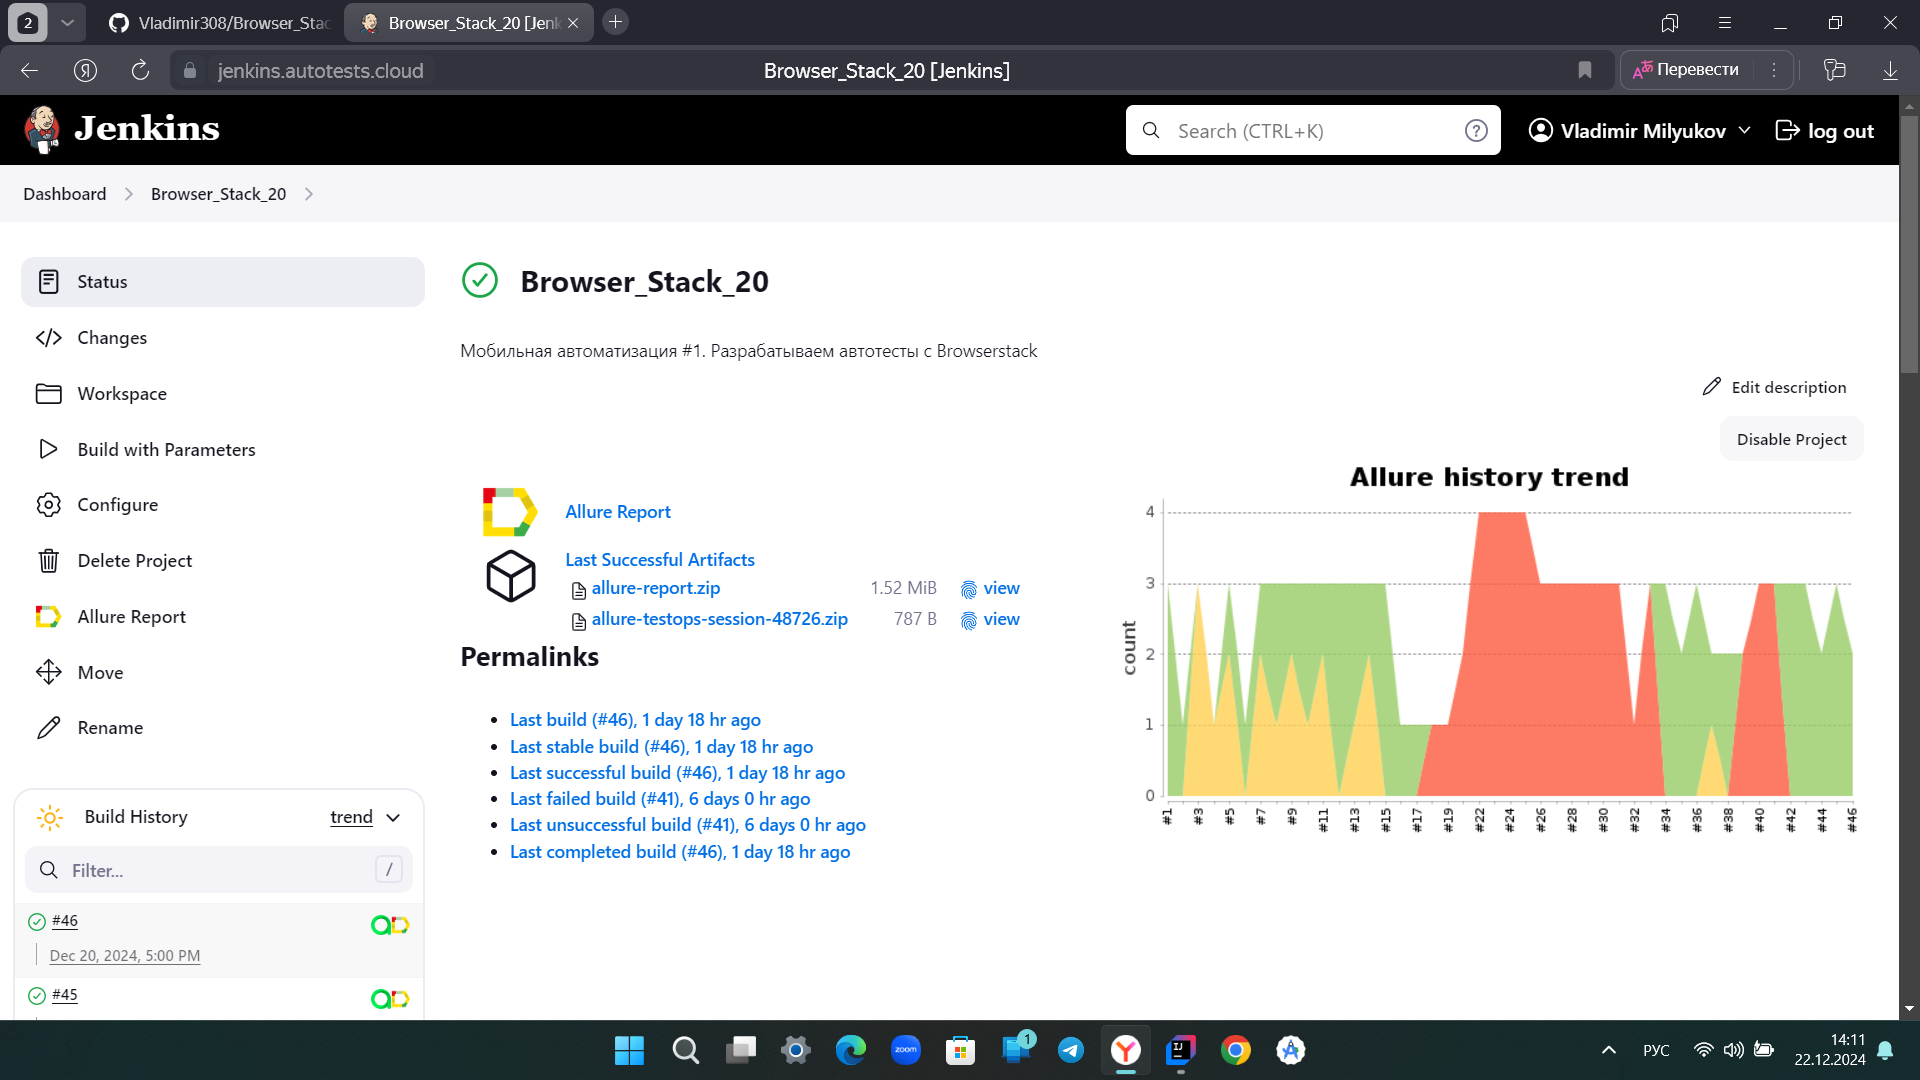 2
Vladimir308/Browser_Stac
Browser_Stack_20 [Jenk
jenkins.autotests.cloud
Browser_Stack_20 [Jenkins]
Перевести
Jenkins
Search (CTRL+K)
?
Vladimir Milyukov
log out
Dashboard
Browser_Stack_20
Status
Changes
Workspace
Build with Parameters
Configure
Delete Project
Allure Report
Move
Rename
Build History
trend
Filter...
/
#46
Dec 20, 2024, 5:00 PM
#45
Browser_Stack_20
Мобильная автоматизация #1. Разрабатываем автотесты с Browserstack
Edit description
Disable Project
Allure Report
Last Successful Artifacts
allure-report.zip 1.52 MiB view
allure-testops-session-48726.zip 787 B view
Permalinks
Last build (#46), 1 day 18 hr ago
Last stable build (#46), 1 day 18 hr ago
Last successful build (#46), 1 day 18 hr ago
Last failed build (#41), 6 days 0 hr ago
Last unsuccessful build (#41), 6 days 0 hr ago
Last completed build (#46), 1 day 18 hr ago
Allure history trend
count
4
3
2
1
0
#1 #3 #5 #7 #9 #11 #13 #15 #17 #19 #22 #24 #26 #28 #30 #32 #34 #36 #38 #40 #42 #44 #46
zoom
1
IJ
РУС
14:11
22.12.2024